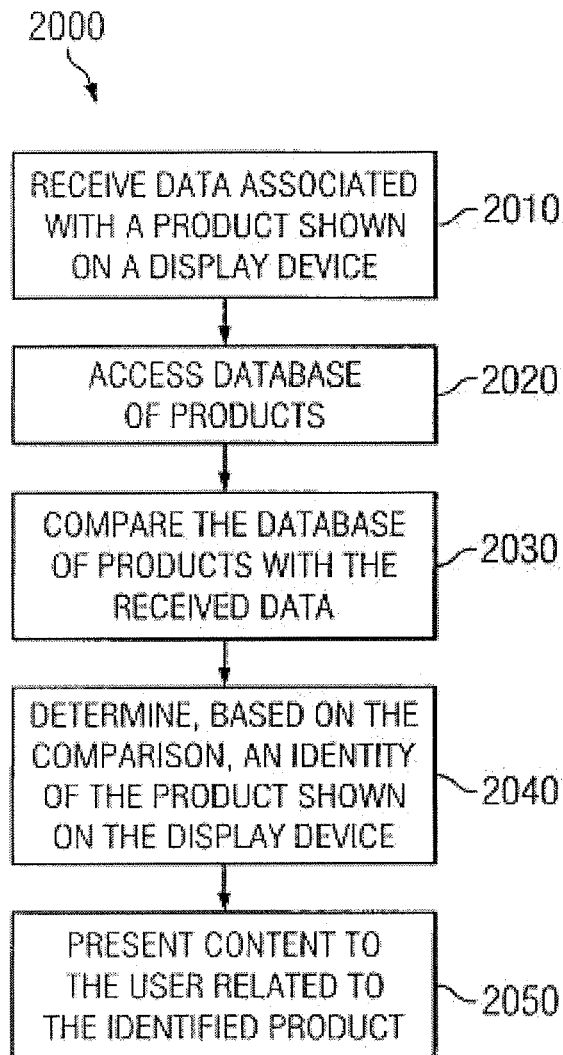 2000
RECEIVE DATA ASSOCIATED
WITH A PRODUCT SHOWN
ON A DISPLAY DEVICE
2010
ACCESS DATABASE
OF PRODUCTS
2020
COMPARE THE DATABASE
OF PRODUCTS WITH THE
RECEIVED DATA
2030
DETERMINE, BASED ON THE
COMPARISON, AN IDENTITY
OF THE PRODUCT SHOWN
ON THE DISPLAY DEVICE
2040
PRESENT CONTENT TO
THE USER RELATED TO
THE IDENTIFIED PRODUCT
2050